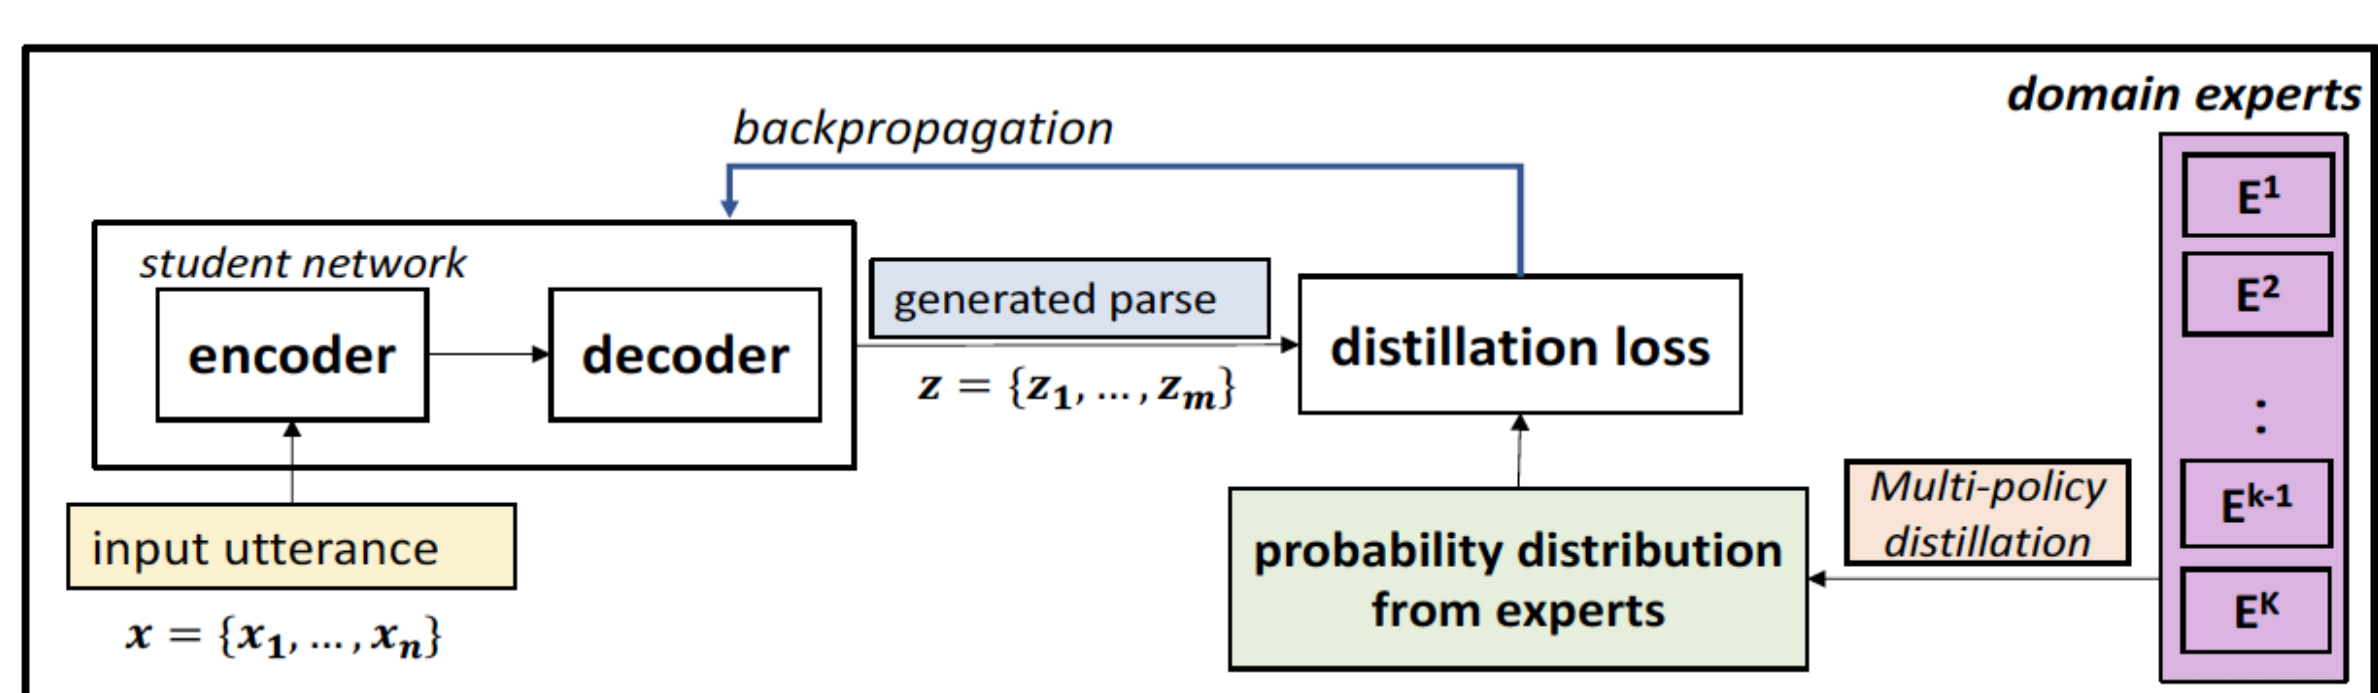 domain experts
backpropagation
E¹
student network
generated parse
E²
encoder
decoder
distillation loss
z = {z₁, ..., zₘ}
:
Multi-policy
distillation
Eᵏ⁻¹
input utterance
probability distribution
from experts
Eᴷ
x = {x₁, ..., xₙ}